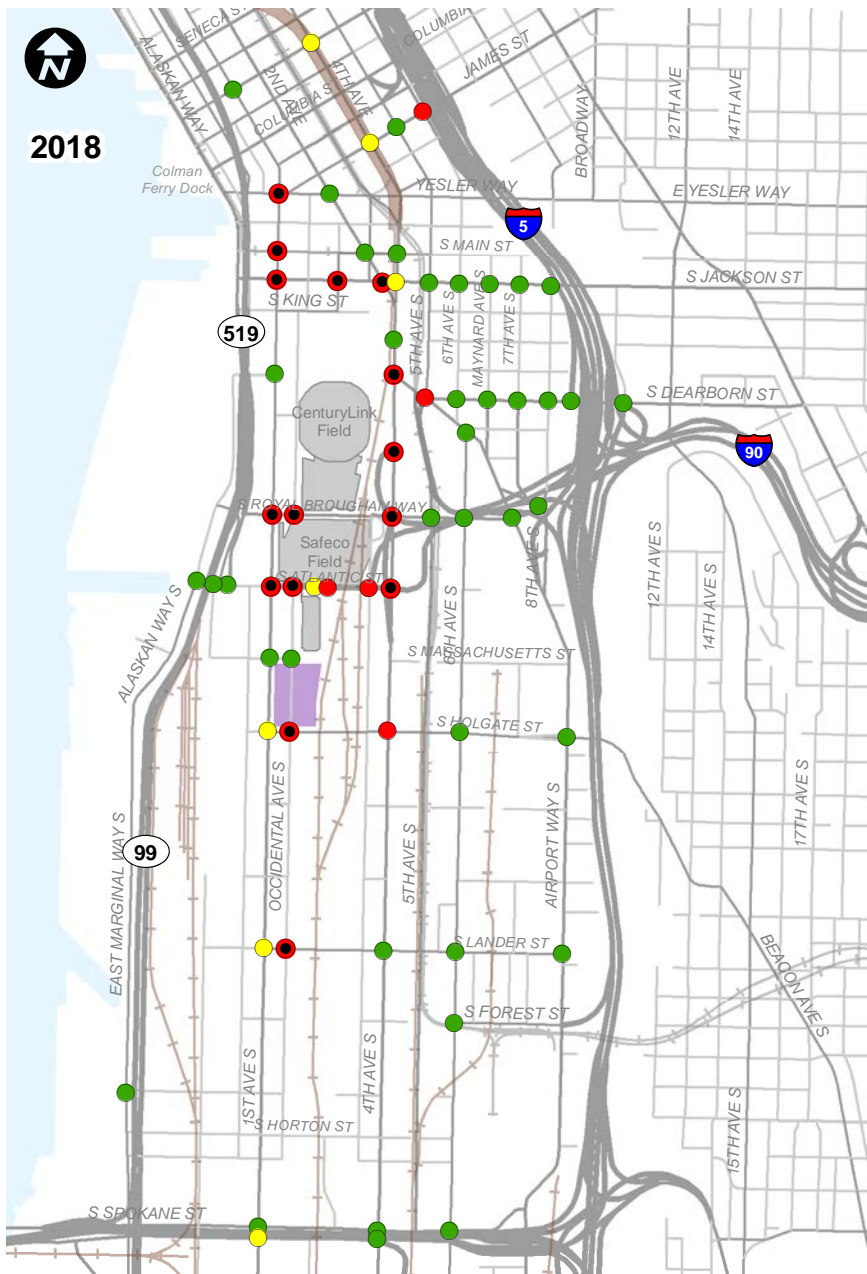 COLUMBIA
SENECA ST
ALASKAN WAY
4TH AVE
JAMES ST
2ND AVE
N
2018
COLUMBIA S
ALASKAN WAY
BROADWAY
12TH AVE
14TH AVE
Colman
Ferry Dock
YESLER WAY
E YESLER WAY
5
S MAIN ST
S JACKSON ST
S KING ST
519
5TH AVE S
6TH AVE S
MAYNARD AVE S
7TH AVE S
S DEARBORN ST
CenturyLink
Field
90
S ROYAL BROUGHAM WAY
Safeco
Field
S ATLANTIC ST
8TH AVE S
12TH AVE S
14TH AVE S
ALASKAN WAY S
6TH AVE S
S MASSACHUSETTS ST
S HOLGATE ST
OCCIDENTAL AVE S
5TH AVE S
AIRPORT WAY S
17TH AVE S
99
EAST MARGINAL WAY S
S LANDER ST
BEACON AVE S
S FOREST ST
1ST AVE S
4TH AVE S
S HORTON ST
15TH AVE S
S SPOKANE ST